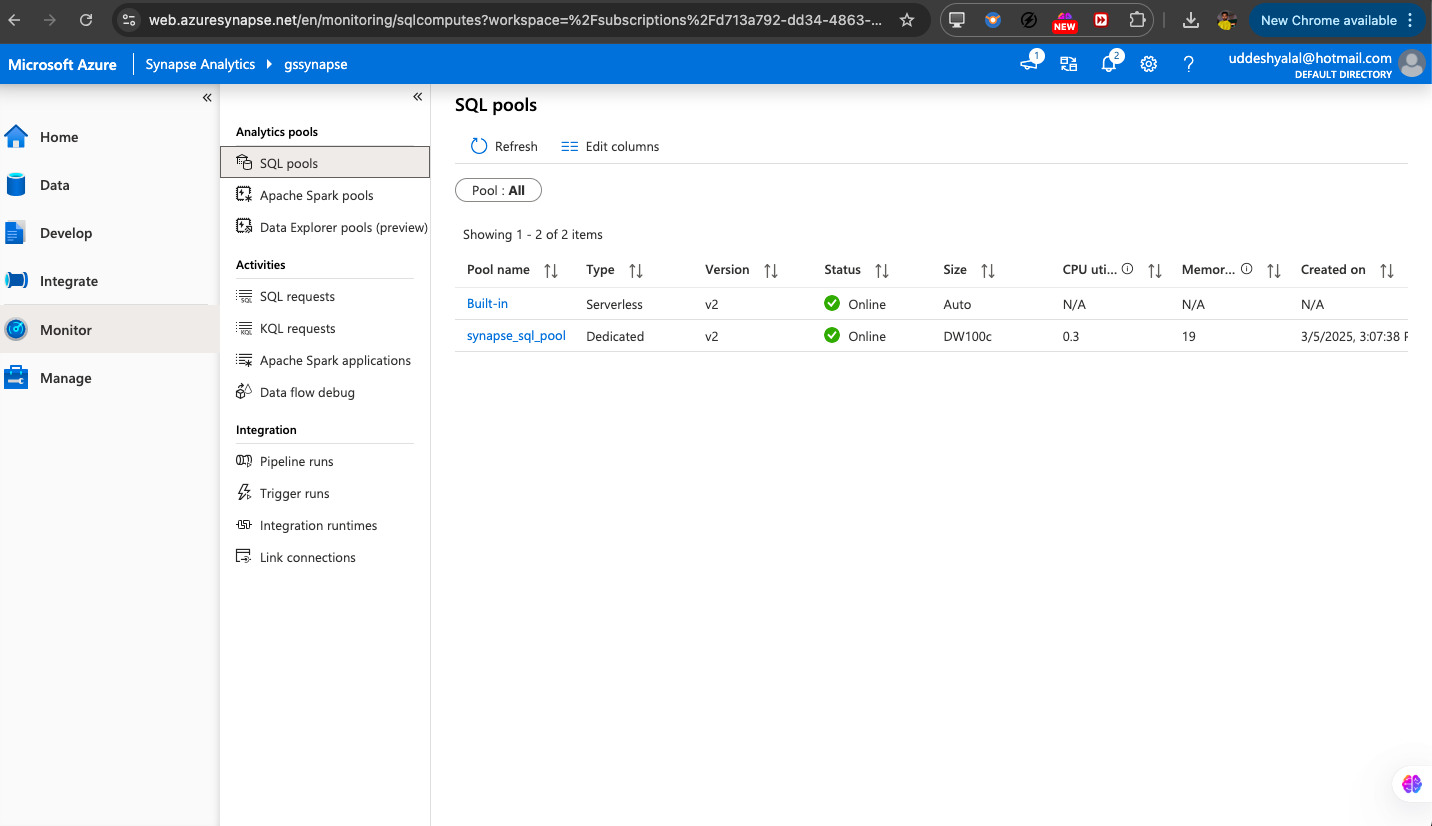 web.azuresynapse.net/en/monitoring/sqlcomputes?workspace=%2Fsubscriptions%2Fd713a792-dd34-4863-...
NEW
New Chrome available
Microsoft Azure
Synapse Analytics
gssynapse
1
2
uddeshyalal@hotmail.com
DEFAULT DIRECTORY
Home
Data
Develop
Integrate
Monitor
Manage
Analytics pools
SQL pools
Apache Spark pools
Data Explorer pools (preview)
Activities
SQL requests
KQL requests
Apache Spark applications
Data flow debug
Integration
Pipeline runs
Trigger runs
Integration runtimes
Link connections
SQL pools
Refresh
Edit columns
Pool : All
Showing 1 - 2 of 2 items
Pool name Type Version Status Size CPU uti... Memor... Created on
Built-in Serverless v2 Online Auto N/A N/A N/A
synapse_sql_pool Dedicated v2 Online DW100c 0.3 19 3/5/2025, 3:07:38